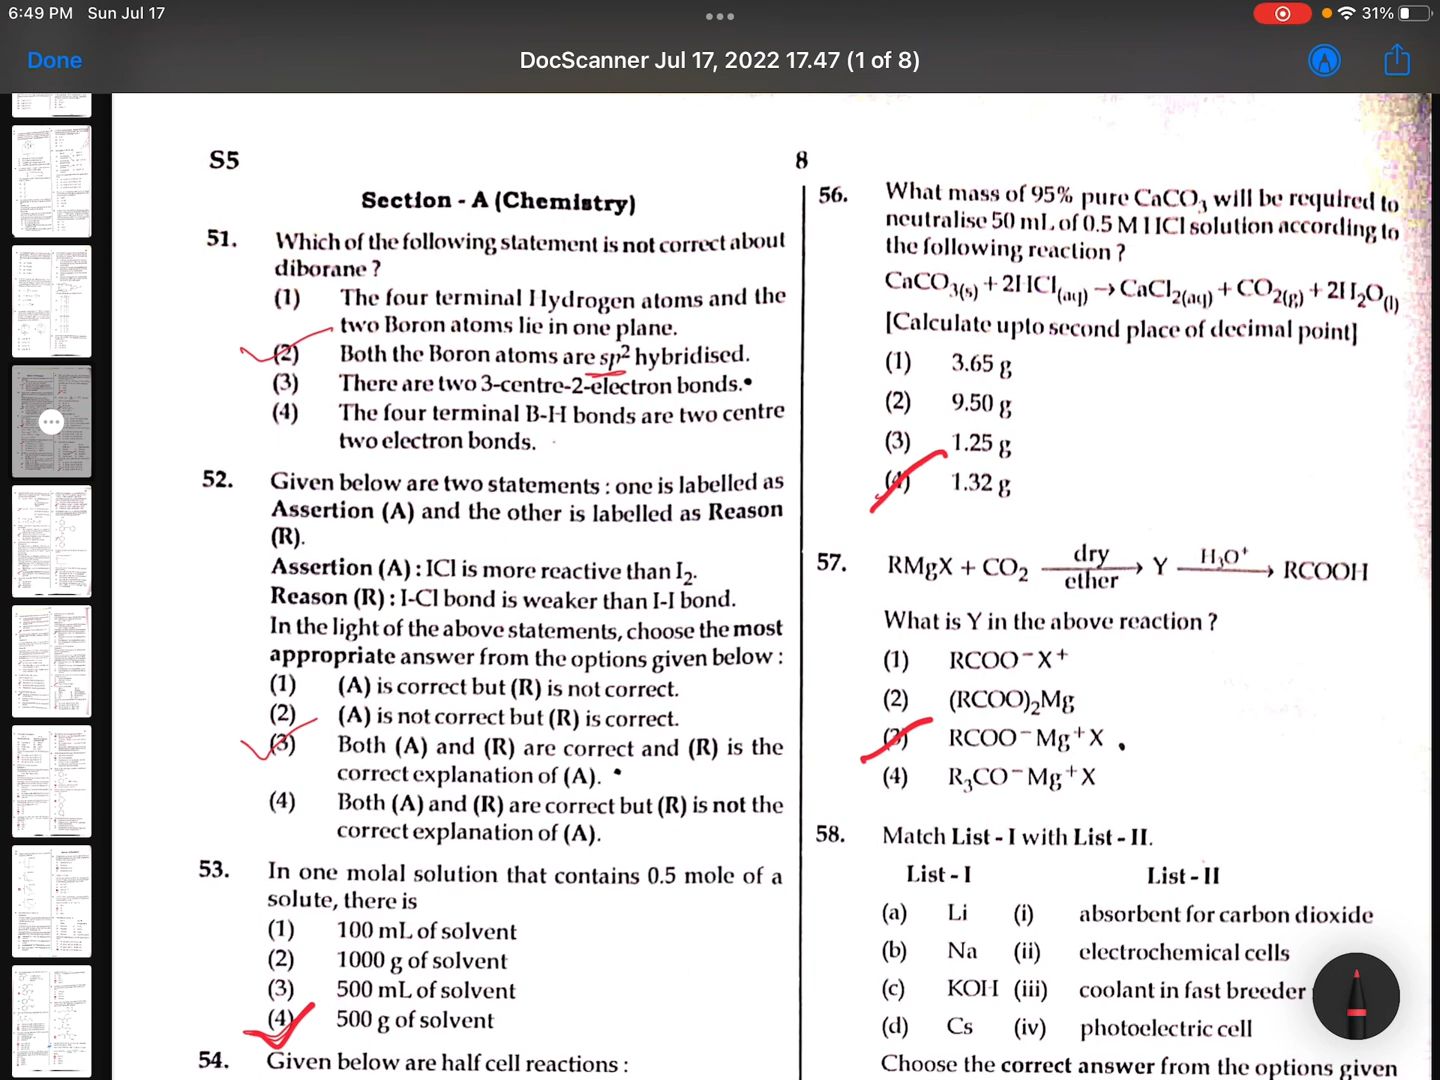 6:49 PM Sun Jul 17
31%
Done
DocScanner Jul 17, 2022 17.47 (1 of 8)
S5
8
Section - A (Chemistry)
51. Which of the following statement is not correct about
diborane ?
(1) The four terminal Hydrogen atoms and the
two Boron atoms lie in one plane.
(2) Both the Boron atoms are sp² hybridised.
(3) There are two 3-centre-2-electron bonds.
(4) The four terminal B-H bonds are two centre
two electron bonds.
52. Given below are two statements : one is labelled as
Assertion (A) and the other is labelled as Reason
(R).
Assertion (A) : ICl is more reactive than I₂.
Reason (R) : I-Cl bond is weaker than I-I bond.
In the light of the above statements, choose the most
appropriate answer from the options given below :
(1) (A) is correct but (R) is not correct.
(2) (A) is not correct but (R) is correct.
(3) Both (A) and (R) are correct and (R) is the
correct explanation of (A).
(4) Both (A) and (R) are correct but (R) is not the
correct explanation of (A).
53. In one molal solution that contains 0.5 mole of a
solute, there is
(1) 100 mL of solvent
(2) 1000 g of solvent
(3) 500 mL of solvent
(4) 500 g of solvent
54. Given below are half cell reactions :
56. What mass of 95% pure CaCO₃ will be required to
neutralise 50 mL of 0.5 M HCl solution according to
the following reaction ?
CaCO₃(s) + 2HCl(aq) → CaCl₂(aq) + CO₂(g) + 2H₂O(l)
[Calculate upto second place of decimal point]
(1) 3.65 g
(2) 9.50 g
(3) 1.25 g
(4) 1.32 g
57. RMgX + CO₂ dry ether → Y H₃O⁺ → RCOOH
What is Y in the above reaction ?
(1) RCOO⁻X⁺
(2) (RCOO)₂Mg
(3) RCOO⁻Mg⁺X
(4) R₃CO⁻Mg⁺X
58. Match List - I with List - II.
List - I List - II
(a) Li (i) absorbent for carbon dioxide
(b) Na (ii) electrochemical cells
(c) KOH (iii) coolant in fast breeder
(d) Cs (iv) photoelectric cell
Choose the correct answer from the options given